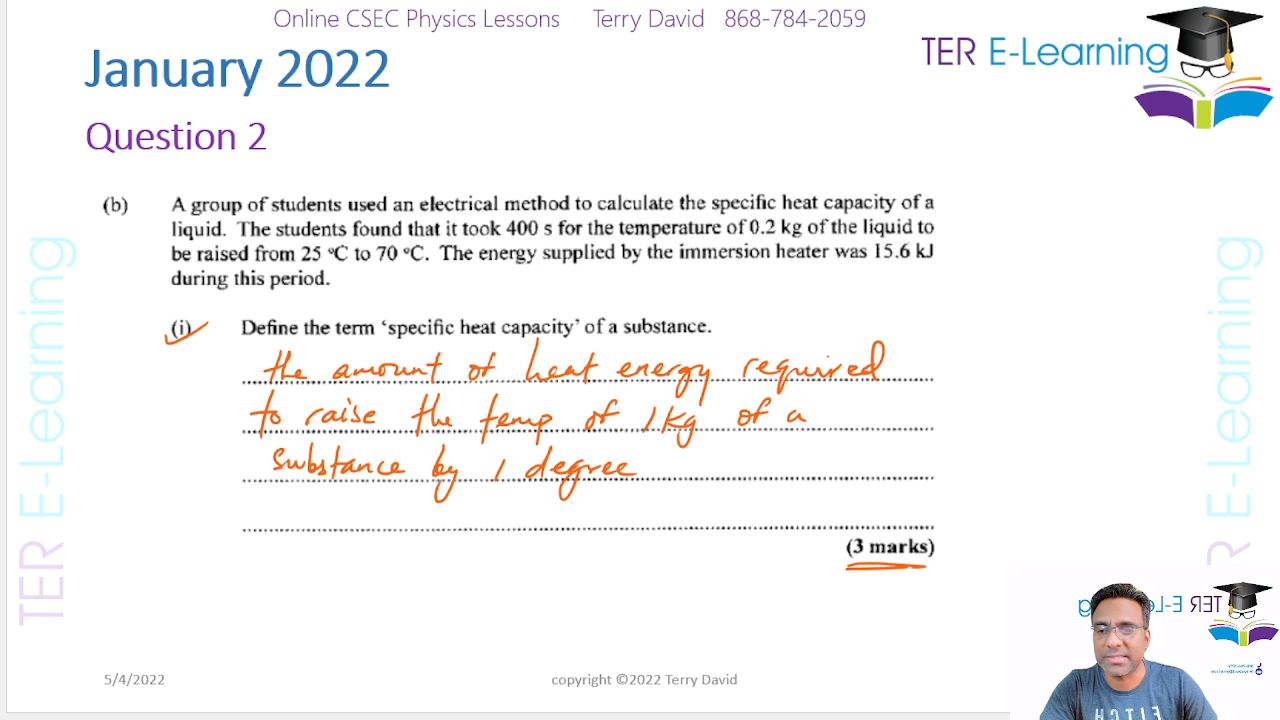 Online CSEC Physics Lessons Terry David 868-784-2059
TER E-Learning
January 2022
Question 2
(b) A group of students used an electrical method to calculate the specific heat capacity of a
liquid. The students found that it took 400 s for the temperature of 0.2 kg of the liquid to
be raised from 25 °C to 70 °C. The energy supplied by the immersion heater was 15.6 kJ
during this period.
(i) Define the term ‘specific heat capacity’ of a substance.
the amount of heat energy required
to raise the temp of 1kg of a
substance by 1 degree
(3 marks)
TER E-Learning
R E-Learning
TER E-Le g
FITCH
5/4/2022
copyright ©2022 Terry David